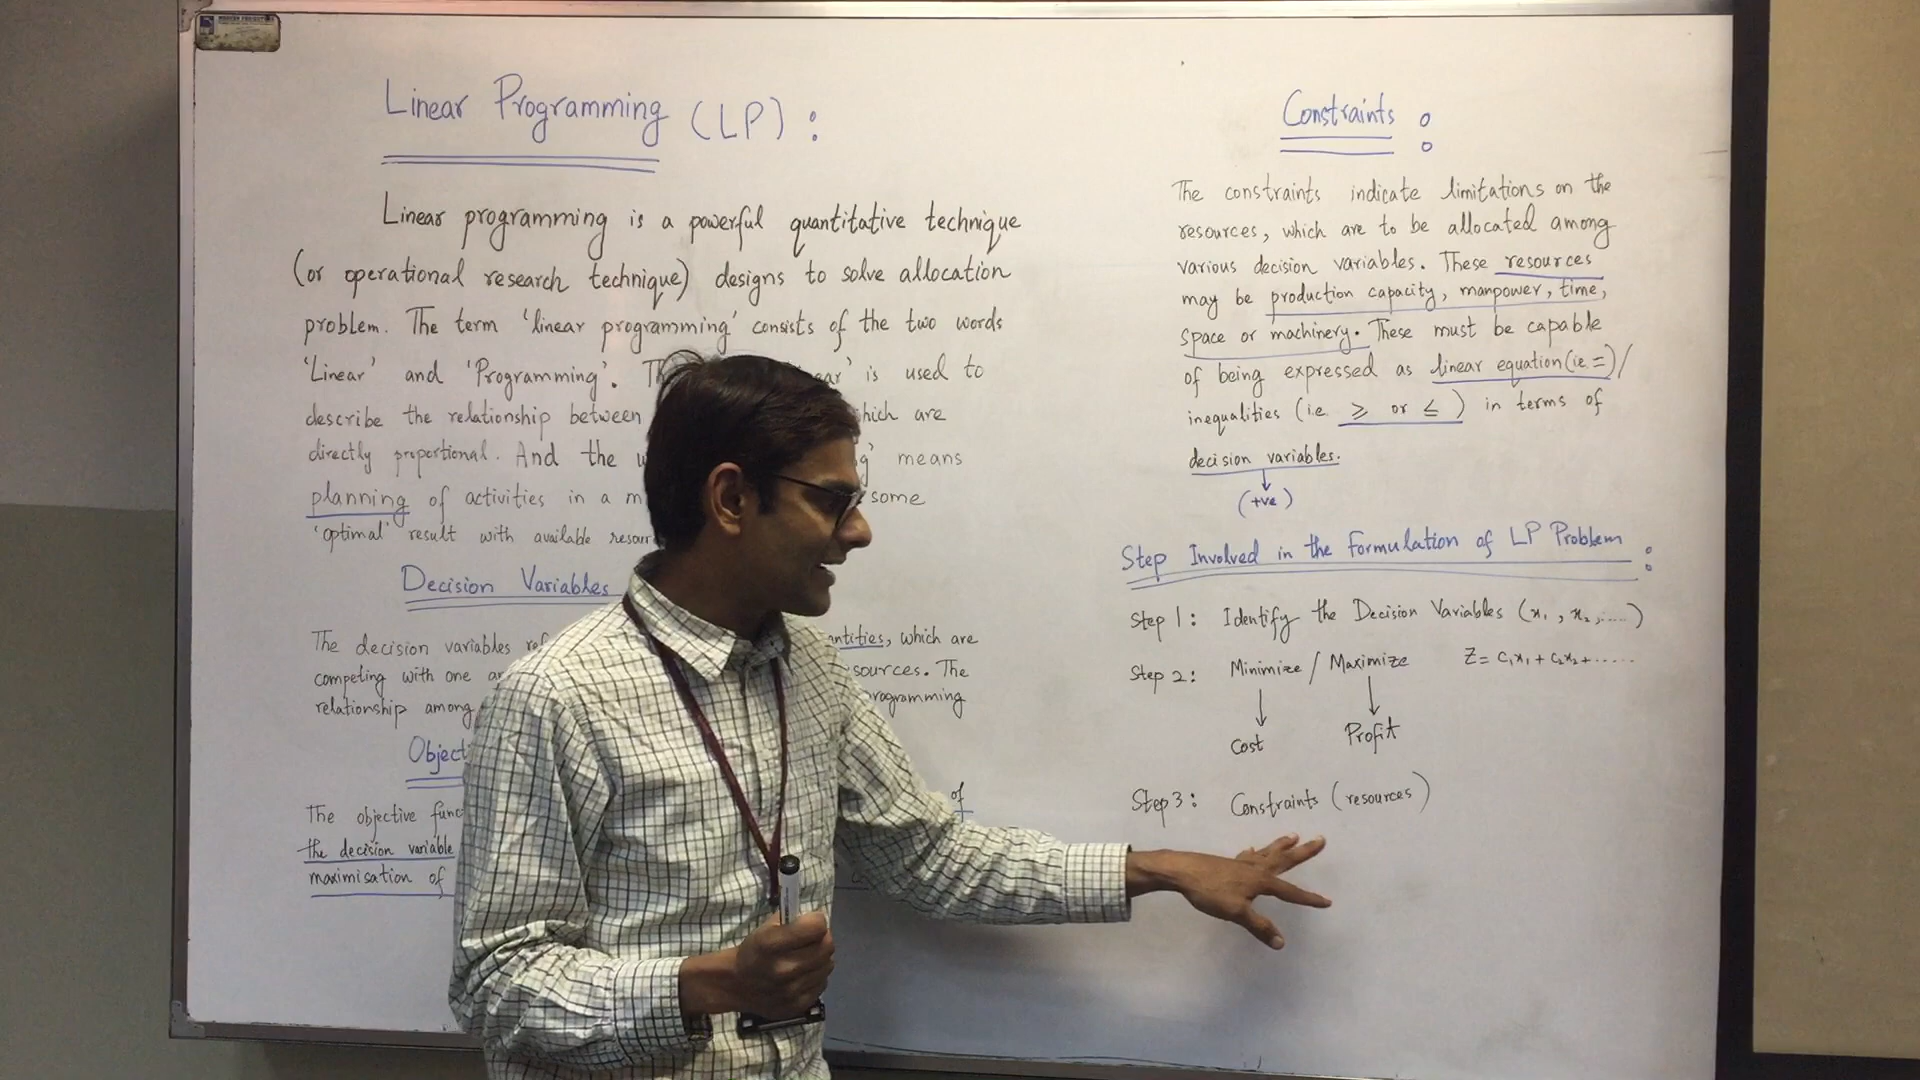 Linear Programming (LP) :
Linear programming is a powerful quantitative technique
(or operational research technique) designs to solve allocation
problem. The term 'linear programming' consists of the two words
'Linear' and 'Programming'. is used to
describe the relationship between which are
directly proportional. And the means
planning of activities in a some
'optimal' result with available
Decision Variables
The decision variables which are
competing with one The
relationship among programming
The objective
of
the decision variable
maximisation of
Constraints :
The constraints indicate limitations on the
resources, which are to be allocated among
various decision variables. These resources
may be production capacity, manpower, time,
space or machinery. These must be capable
of being expressed as linear equation (ie =)/
inequalities (i.e ≥ or ≤) in terms of
decision variables.
(+ve)
Step Involved in the formulation of LP Problem :
Step 1: Identify the Decision Variables (x₁, x₂,.....)
Step 2: Minimize / Maximize Z = C₁x₁ + C₂x₂ + ......
Cost Profit
Step 3: Constraints (resources)